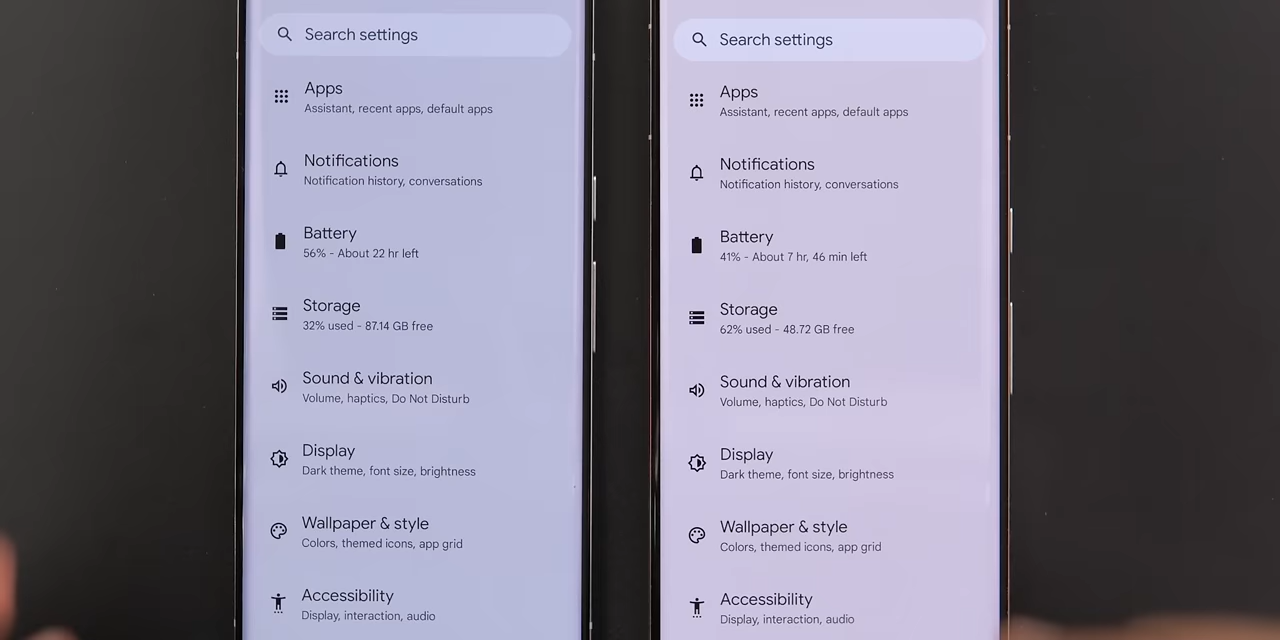 Search settings
Apps
Assistant, recent apps, default apps
Notifications
Notification history, conversations
Battery
56% - About 22 hr left
Storage
32% used - 87.14 GB free
Sound & vibration
Volume, haptics, Do Not Disturb
Display
Dark theme, font size, brightness
Wallpaper & style
Colors, themed icons, app grid
Accessibility
Display, interaction, audio
Search settings
Apps
Assistant, recent apps, default apps
Notifications
Notification history, conversations
Battery
41% - About 7 hr, 46 min left
Storage
62% used - 48.72 GB free
Sound & vibration
Volume, haptics, Do Not Disturb
Display
Dark theme, font size, brightness
Wallpaper & style
Colors, themed icons, app grid
Accessibility
Display, interaction, audio